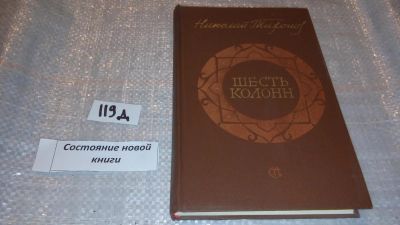 Николай Тихонов
ШЕСТЬ
КОЛОНН
119д
Состояние новой
книги